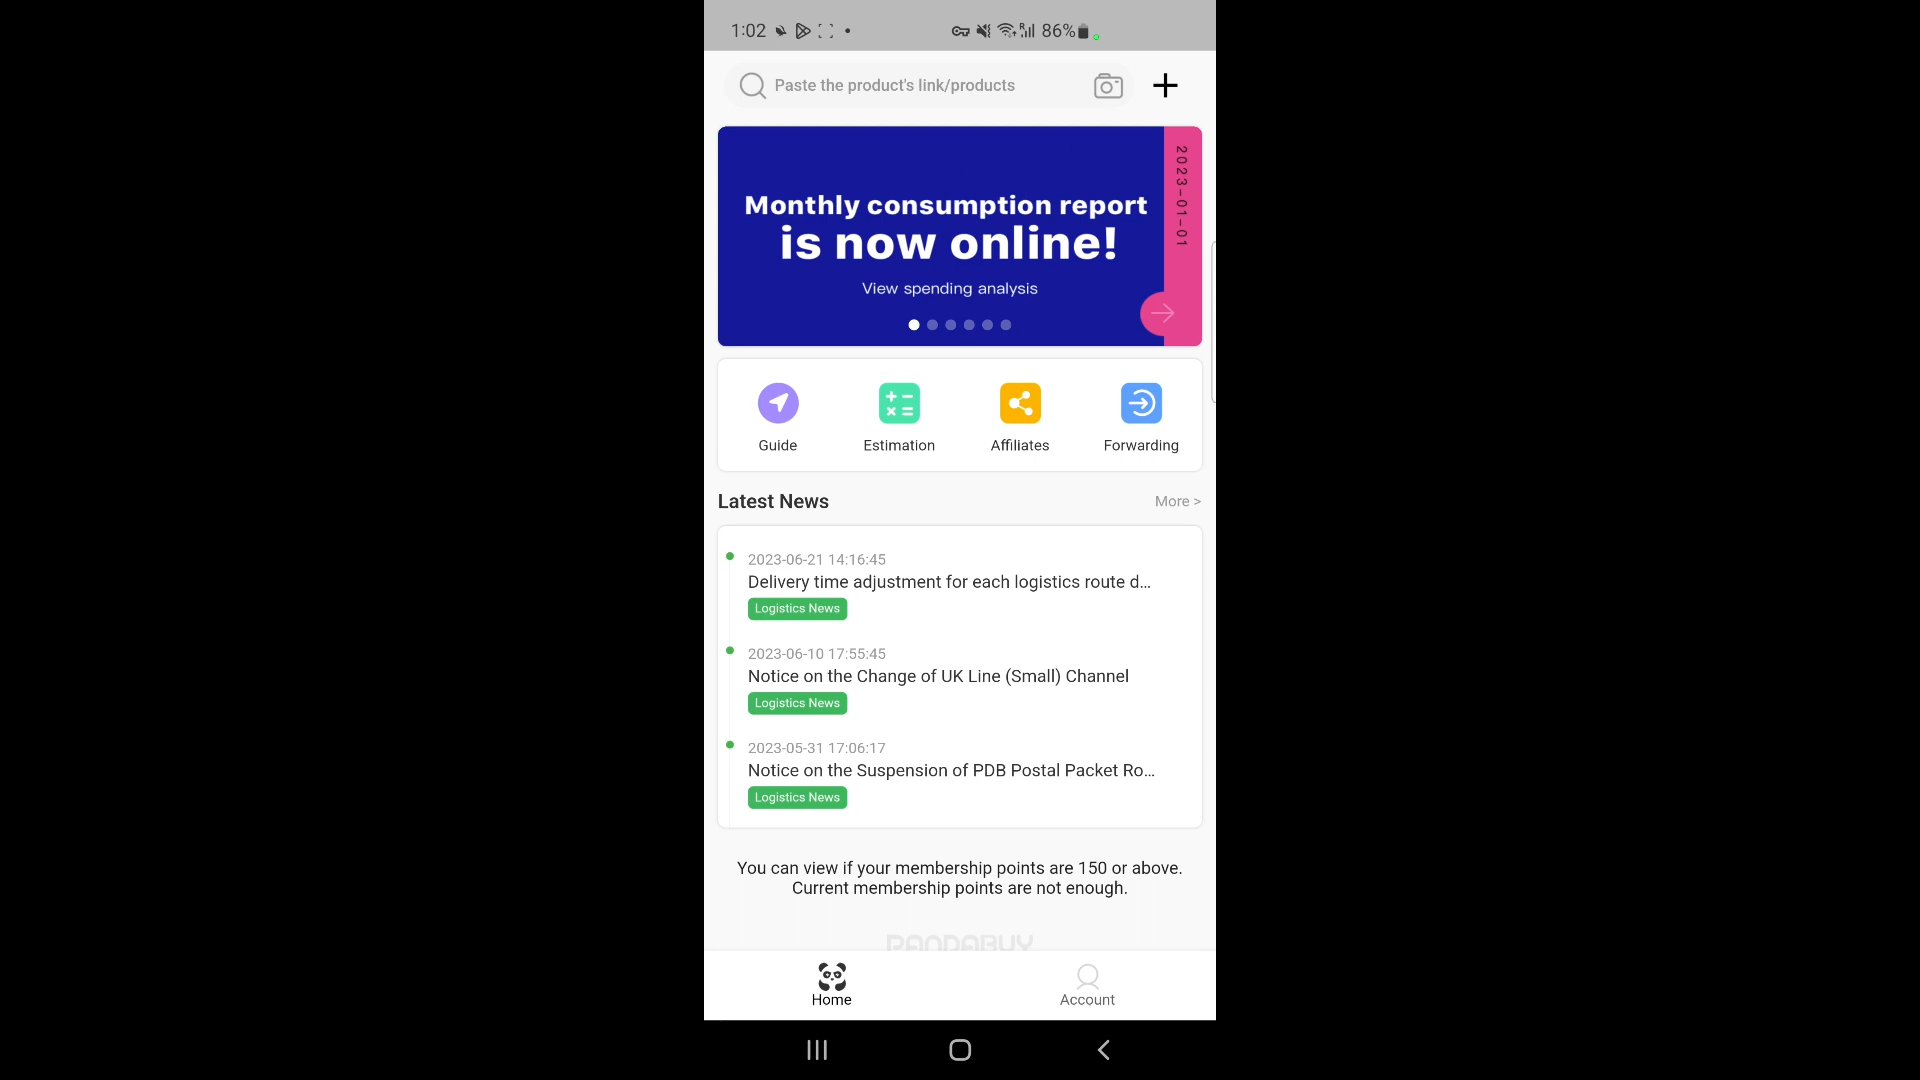 1:02
86%
Paste the product's link/products
Monthly consumption report
is now online!
View spending analysis
2023-01-01
Guide
Estimation
Affiliates
Forwarding
Latest News
More >
2023-06-21 14:16:45
Delivery time adjustment for each logistics route d...
Logistics News
2023-06-10 17:55:45
Notice on the Change of UK Line (Small) Channel
Logistics News
2023-05-31 17:06:17
Notice on the Suspension of PDB Postal Packet Ro...
Logistics News
You can view if your membership points are 150 or above.
Current membership points are not enough.
PANDABUY
Home
Account